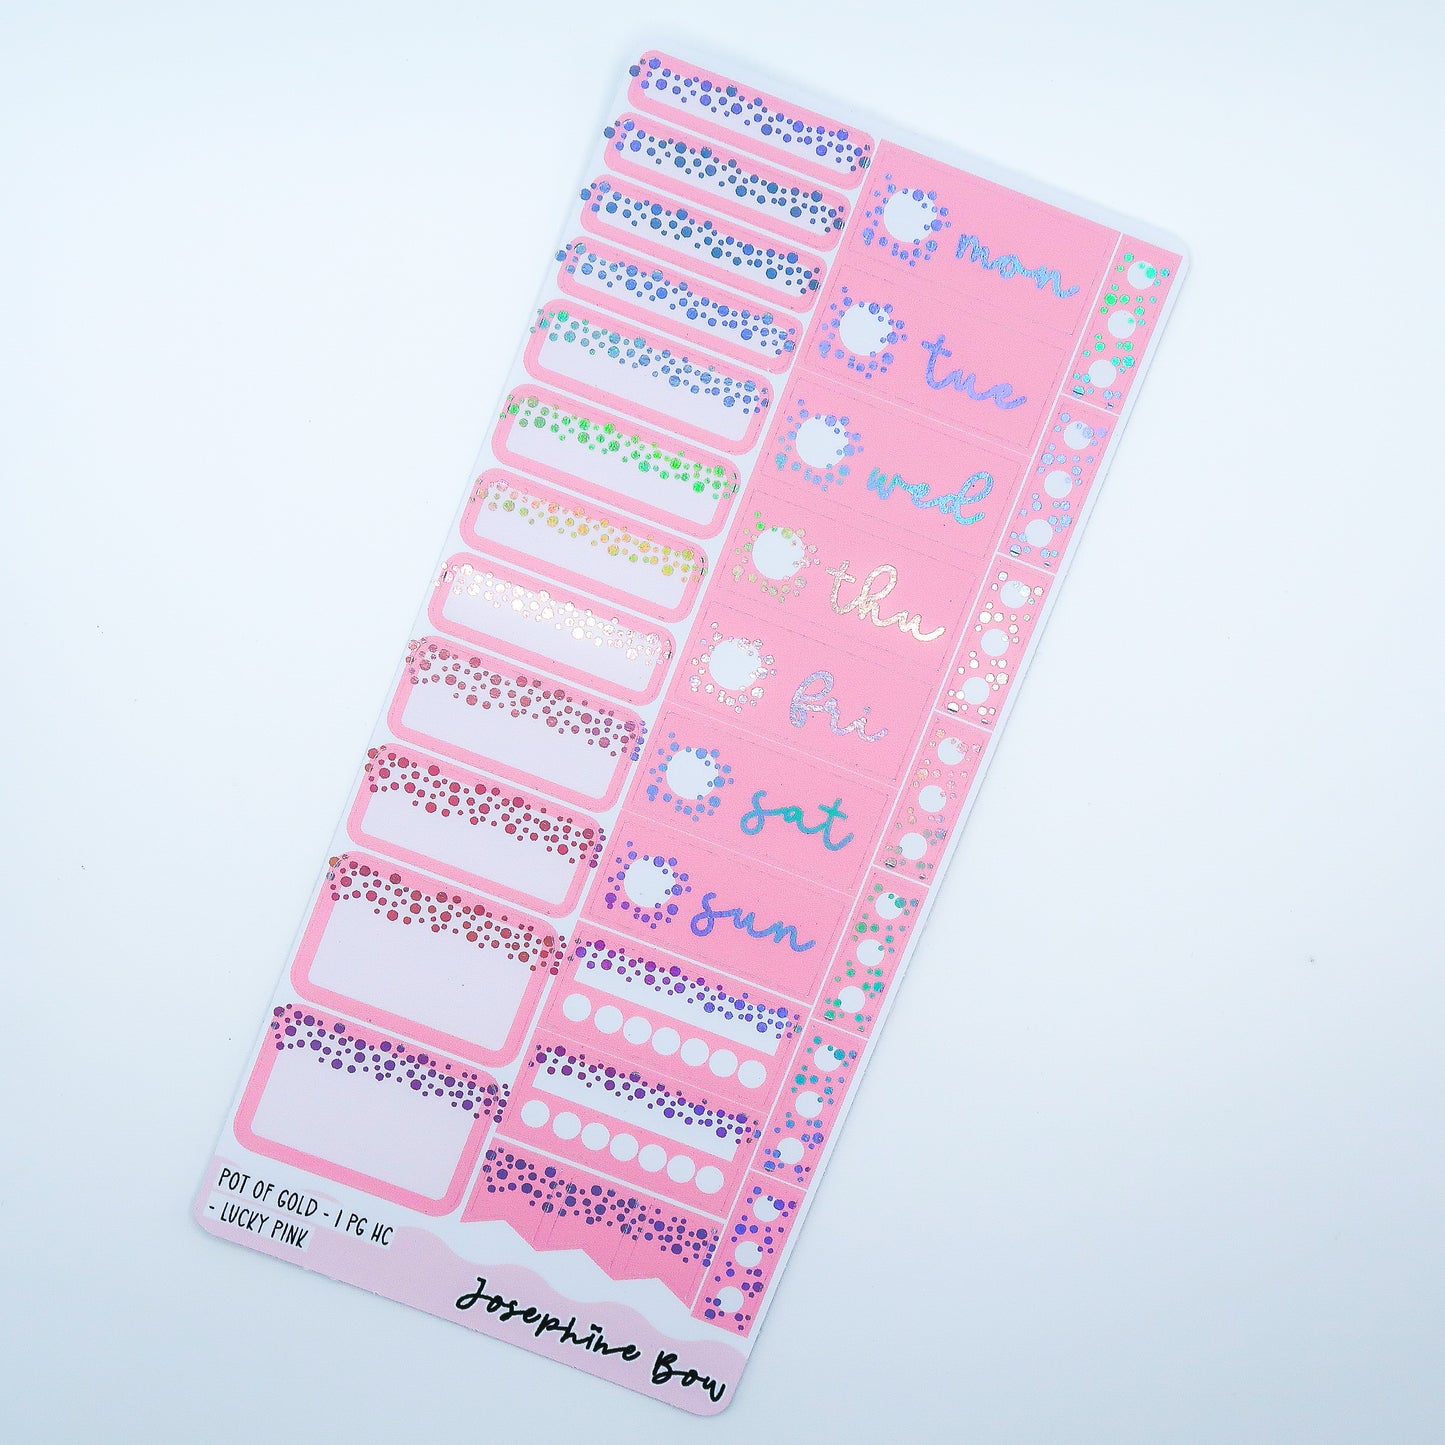 mon
tue
wed
thu
fri
sat
sun
POT OF GOLD - 1 PG HC
- LUCKY PINK
Josephine Bow